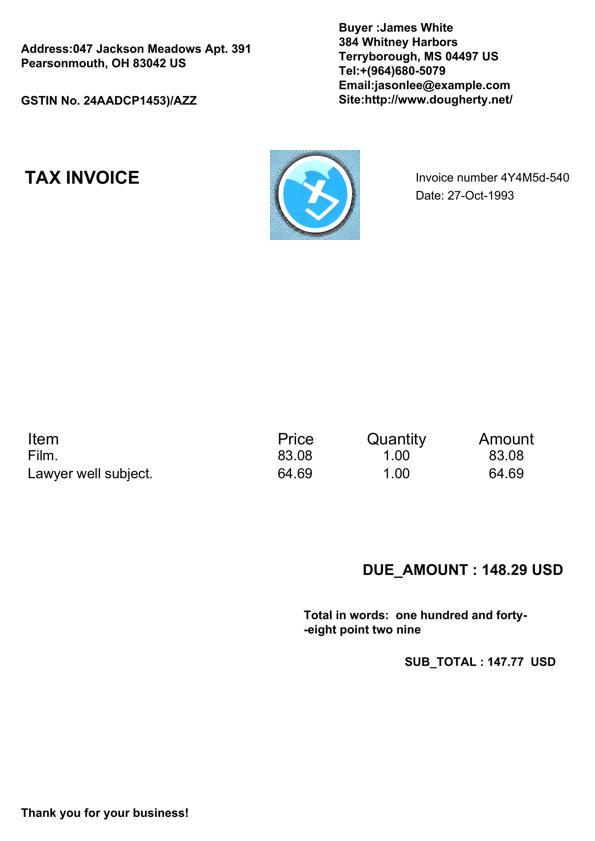 Address:047 Jackson Meadows Apt. 391
Pearsonmouth, OH 83042 US
GSTIN No. 24AADCP1453)/AZZ
Buyer :James White
384 Whitney Harbors
Terryborough, MS 04497 US
Tel:+(964)680-5079
Email:jasonlee@example.com
Site:http://www.dougherty.net/
TAX INVOICE
Invoice number 4Y4M5d-540
Date: 27-Oct-1993
Item Price Quantity Amount
Film. 83.08 1.00 83.08
Lawyer well subject. 64.69 1.00 64.69
DUE_AMOUNT : 148.29 USD
Total in words: one hundred and forty-
-eight point two nine
SUB_TOTAL : 147.77 USD
Thank you for your business!